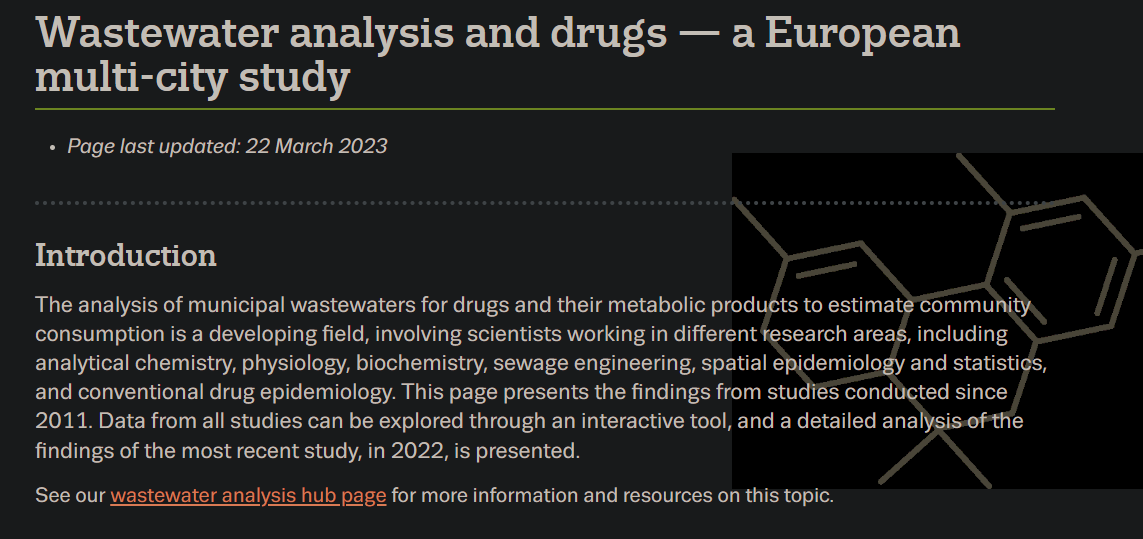 Wastewater analysis and drugs — a European
multi-city study
• Page last updated: 22 March 2023
Introduction
The analysis of municipal wastewaters for drugs and their metabolic products to estimate community
consumption is a developing field, involving scientists working in different research areas, including
analytical chemistry, physiology, biochemistry, sewage engineering, spatial epidemiology and statistics,
and conventional drug epidemiology. This page presents the findings from studies conducted since
2011. Data from all studies can be explored through an interactive tool, and a detailed analysis of the
findings of the most recent study, in 2022, is presented.
See our wastewater analysis hub page for more information and resources on this topic.